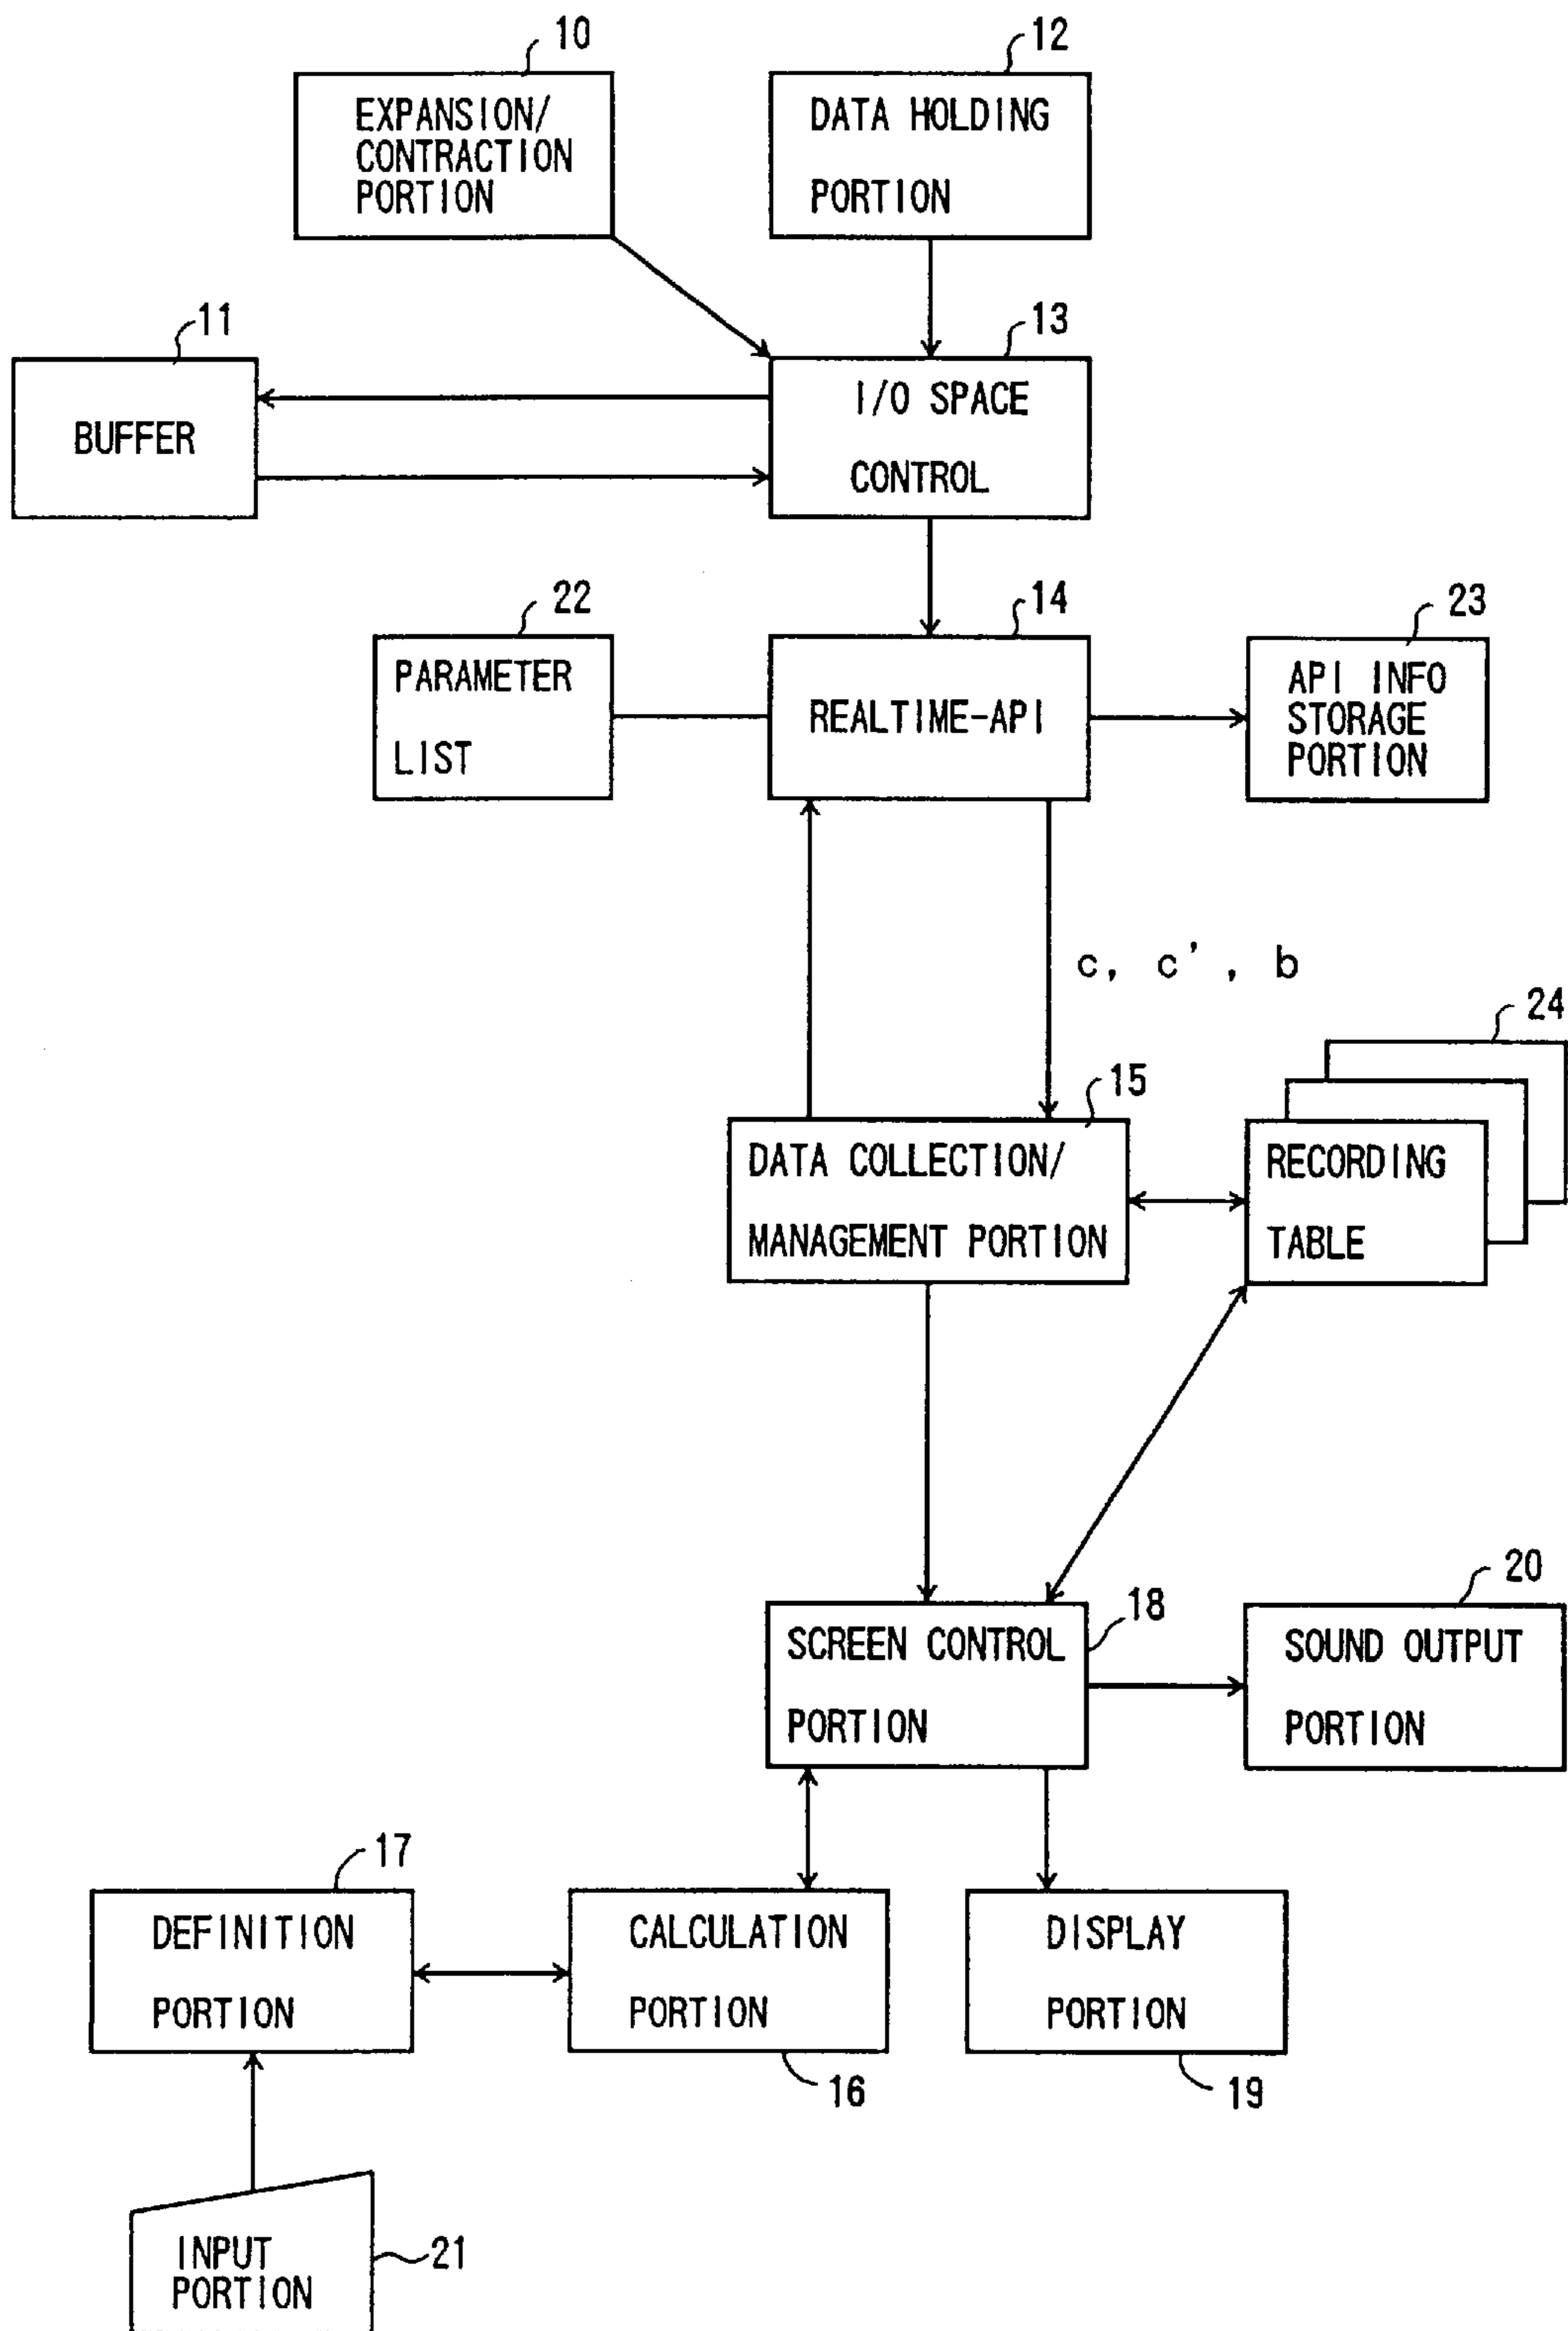 10
EXPANSION/
CONTRACTION
PORTION
12
DATA HOLDING
PORTION
11
BUFFER
13
I/O SPACE
CONTROL
22
PARAMETER
LIST
14
REALTIME-API
23
API INFO
STORAGE
PORTION
c, c', b
15
DATA COLLECTION/
MANAGEMENT PORTION
24
RECORDING
TABLE
18
SCREEN CONTROL
PORTION
20
SOUND OUTPUT
PORTION
17
DEFINITION
PORTION
CALCULATION
PORTION
16
DISPLAY
PORTION
19
INPUT
PORTION
21